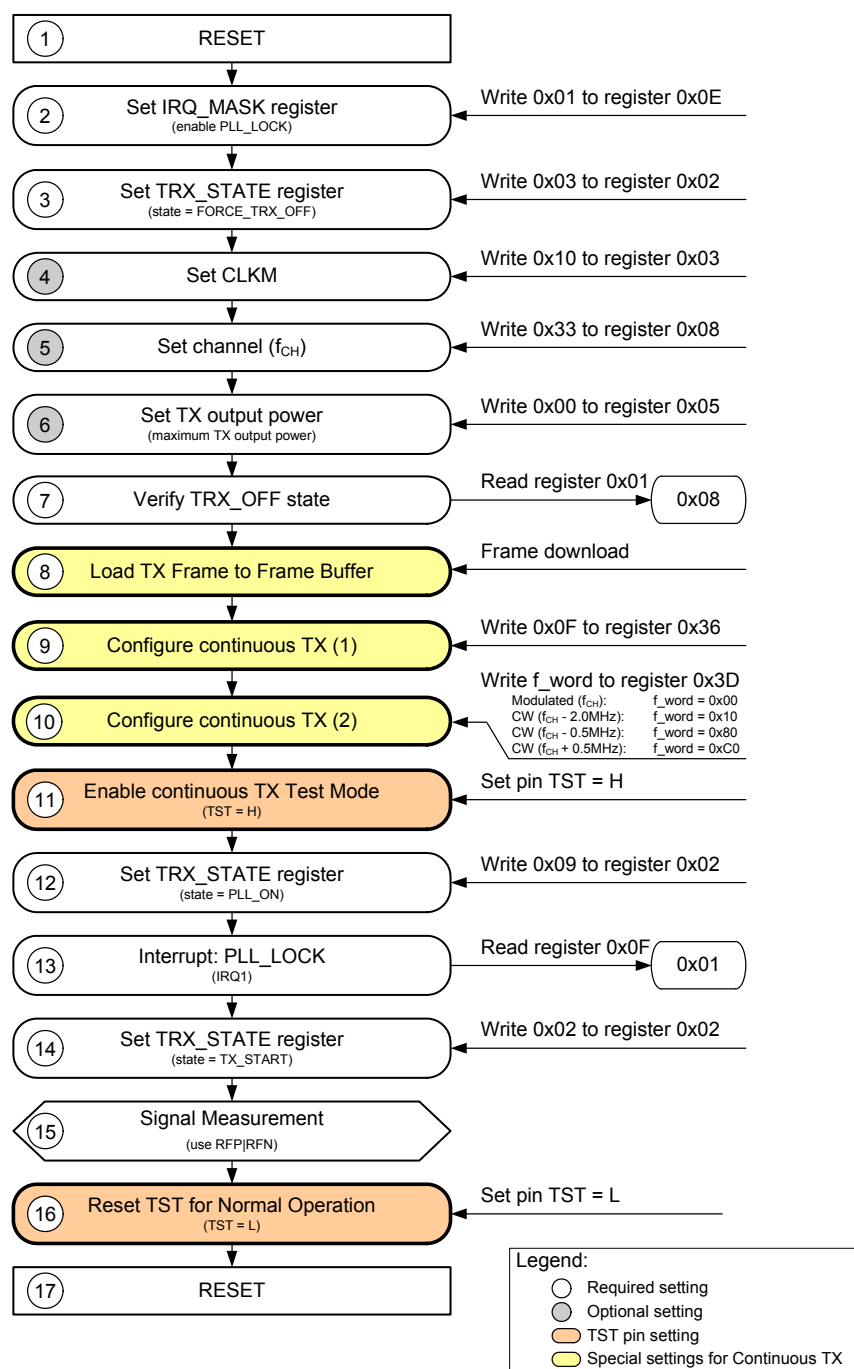 1 RESET
2 Set IRQ_MASK register Write 0x01 to register 0x0E
(enable PLL_LOCK)
3 Set TRX_STATE register Write 0x03 to register 0x02
(state = FORCE_TRX_OFF)
4 Set CLKM Write 0x10 to register 0x03
5 Set channel (fCH) Write 0x33 to register 0x08
6 Set TX output power Write 0x00 to register 0x05
(maximum TX output power)
7 Verify TRX_OFF state Read register 0x01 0x08
8 Load TX Frame to Frame Buffer Frame download
9 Configure continuous TX (1) Write 0x0F to register 0x36
10 Configure continuous TX (2) Write f_word to register 0x3D
Modulated (fCH): f_word = 0x00
CW (fCH - 2.0MHz): f_word = 0x10
CW (fCH - 0.5MHz): f_word = 0x80
CW (fCH + 0.5MHz): f_word = 0xC0
11 Enable continuous TX Test Mode Set pin TST = H
(TST = H)
12 Set TRX_STATE register Write 0x09 to register 0x02
(state = PLL_ON)
13 Interrupt: PLL_LOCK Read register 0x0F 0x01
(IRQ1)
14 Set TRX_STATE register Write 0x02 to register 0x02
(state = TX_START)
15 Signal Measurement
(use RFP|RFN)
16 Reset TST for Normal Operation Set pin TST = L
(TST = L)
17 RESET
Legend:
Required setting
Optional setting
TST pin setting
Special settings for Continuous TX